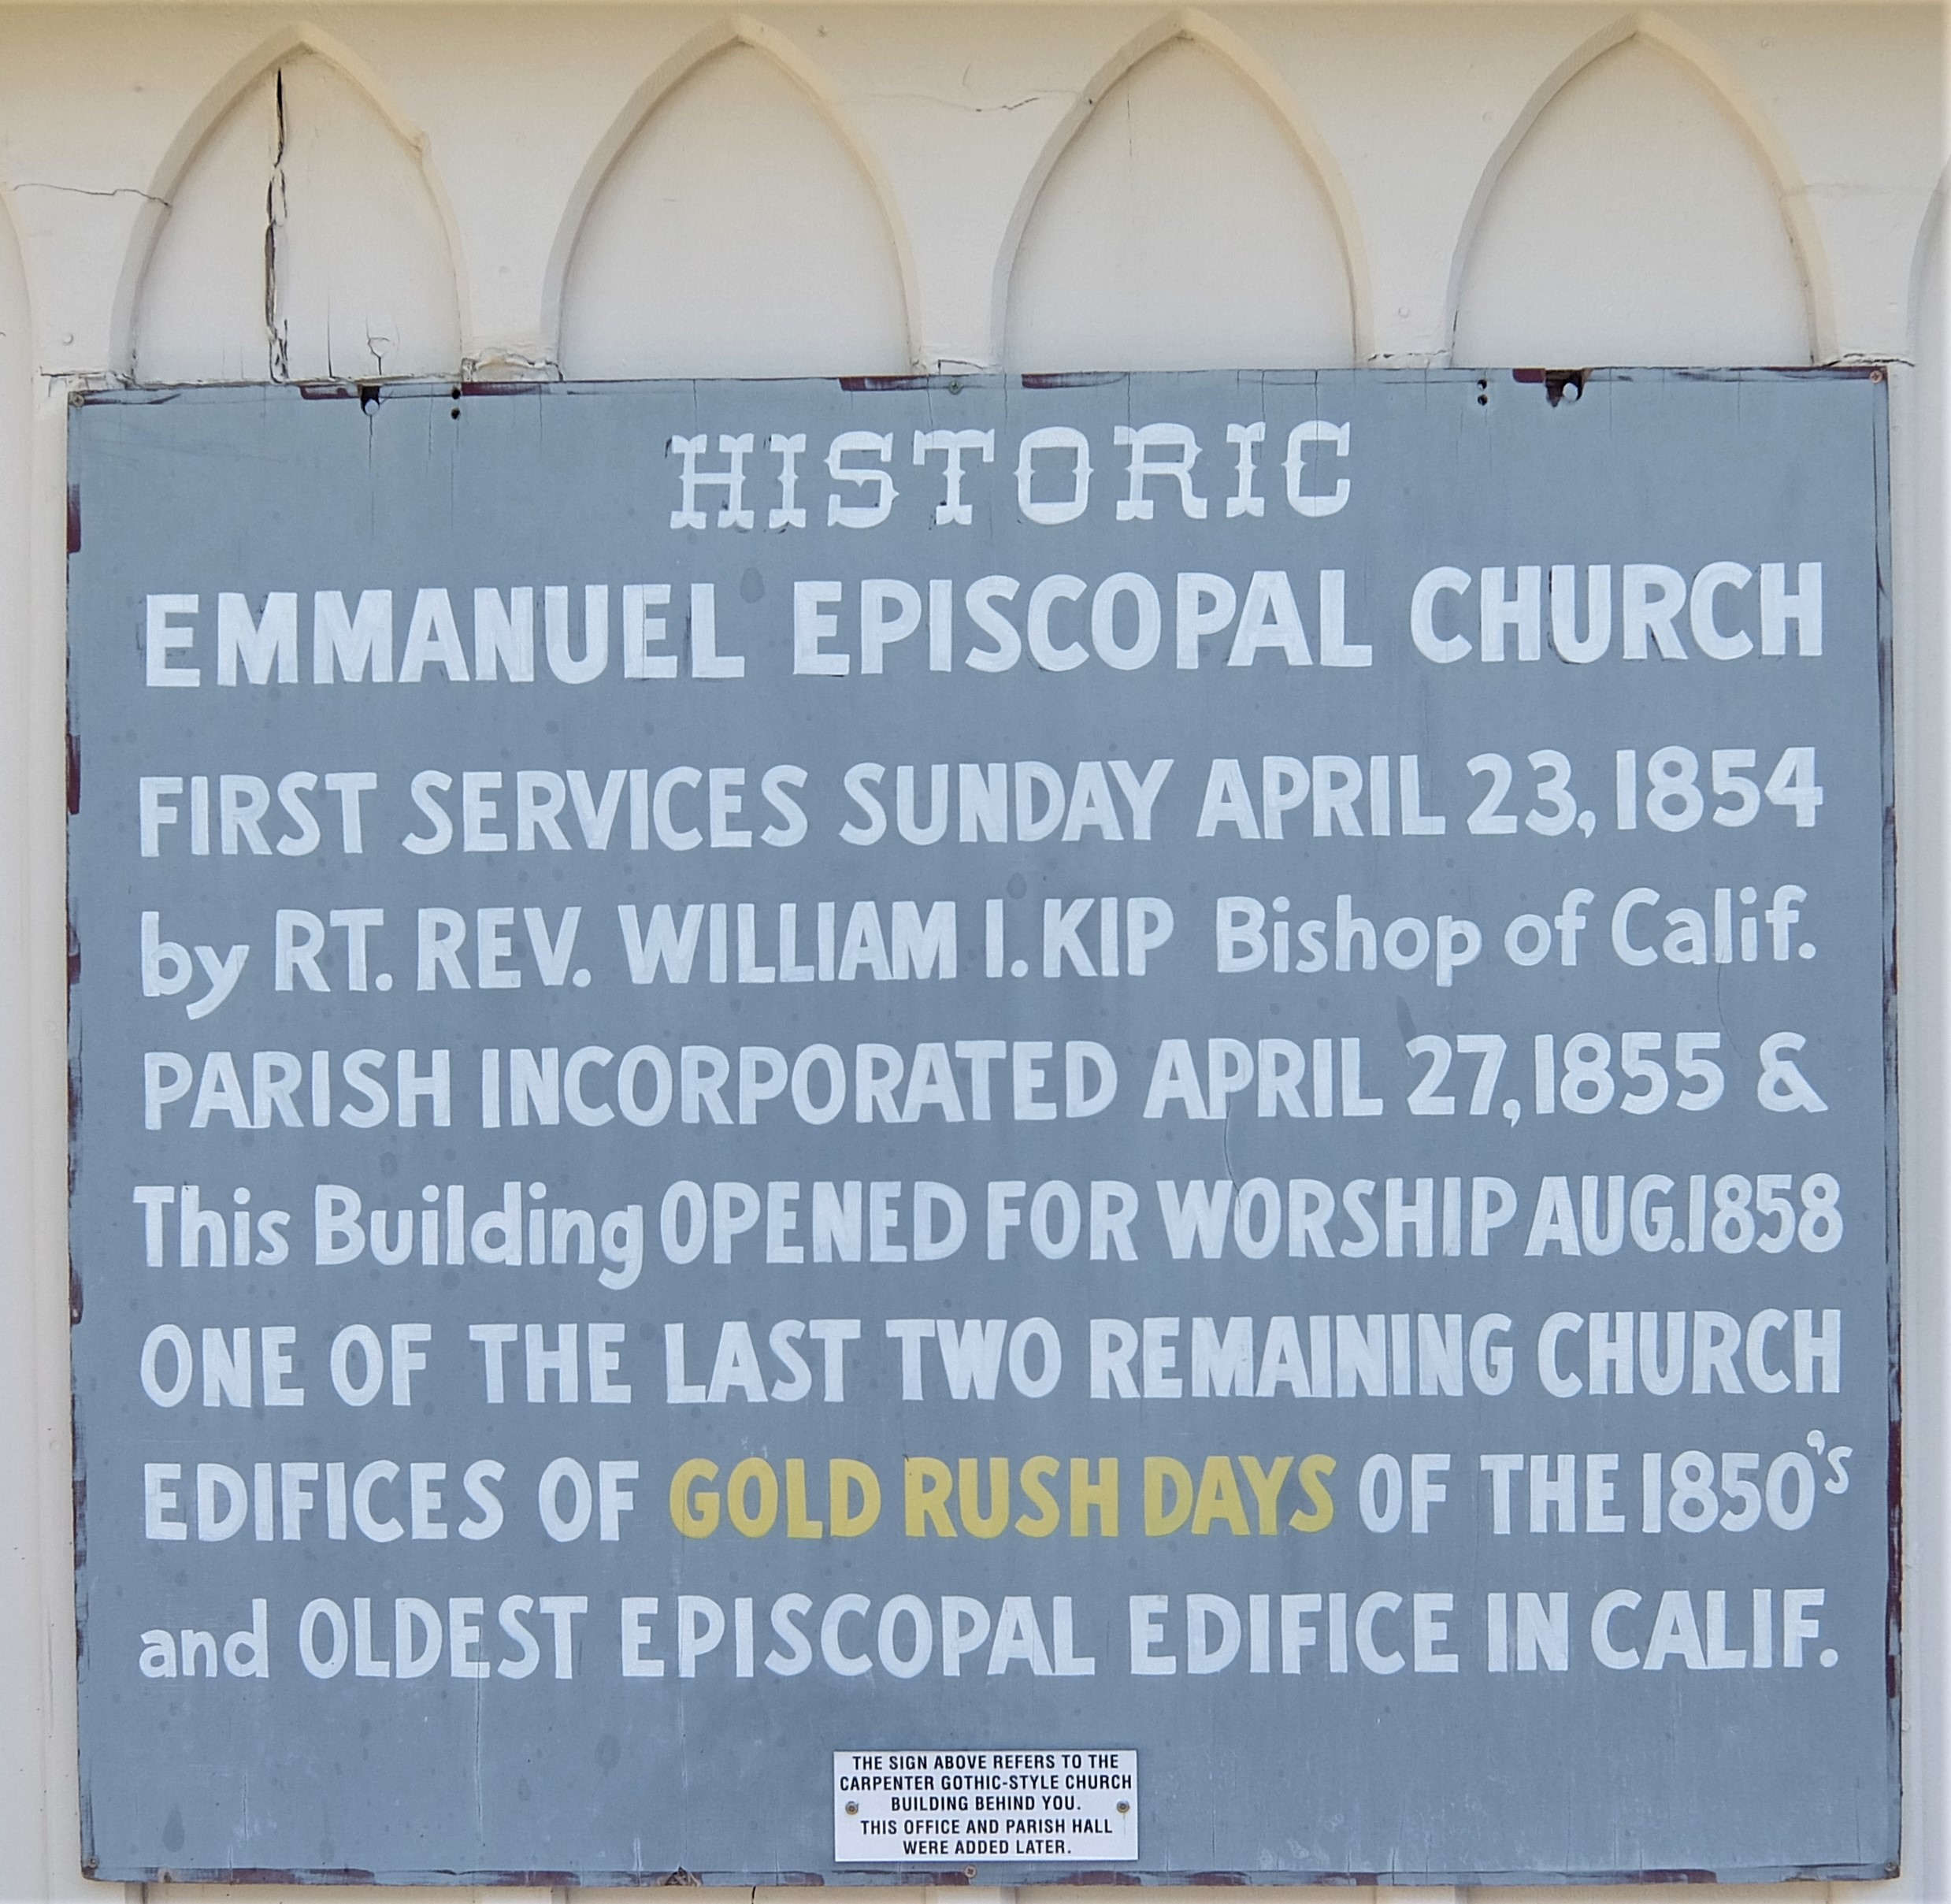 HISTORIC
EMMANUEL EPISCOPAL CHURCH
FIRST SERVICES SUNDAY APRIL 23, 1854
by RT. REV. WILLIAM I. KIP Bishop of Calif.
PARISH INCORPORATED APRIL 27, 1855 &
This Building OPENED FOR WORSHIP AUG. 1858
ONE OF THE LAST TWO REMAINING CHURCH
EDIFICES OF GOLD RUSH DAYS OF THE 1850's
and OLDEST EPISCOPAL EDIFICE IN CALIF.
THE SIGN ABOVE REFERS TO THE
CARPENTER GOTHIC-STYLE CHURCH
BUILDING BEHIND YOU.
THIS OFFICE AND PARISH HALL
WERE ADDED LATER.